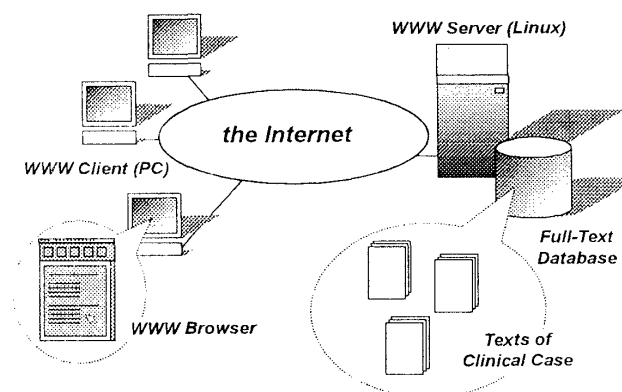 WWW Server (Linux)
the Internet
WWW Client (PC)
Full-Text
Database
WWW Browser
Texts of
Clinical Case